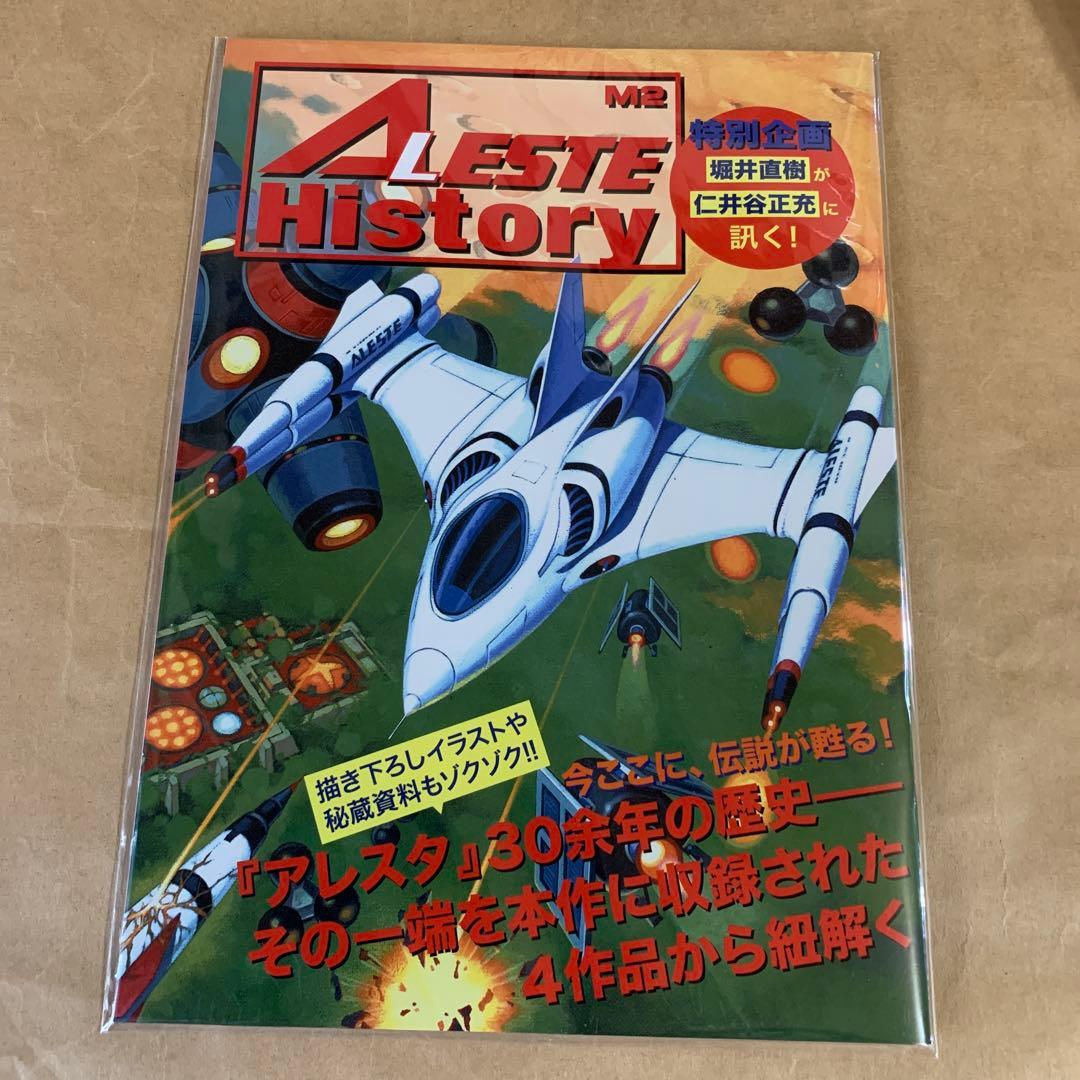 M2
ALESTE
History
特別企画
堀井直樹が
仁井谷正充に
訊く!
ALESTE
ALESTE
描き下ろしイラストや
秘蔵資料もゾクゾク!!
今ここに、伝説が甦る!
『アレスタ』30余年の歴史──
その一端を本作に収録された
4作品から紐解く